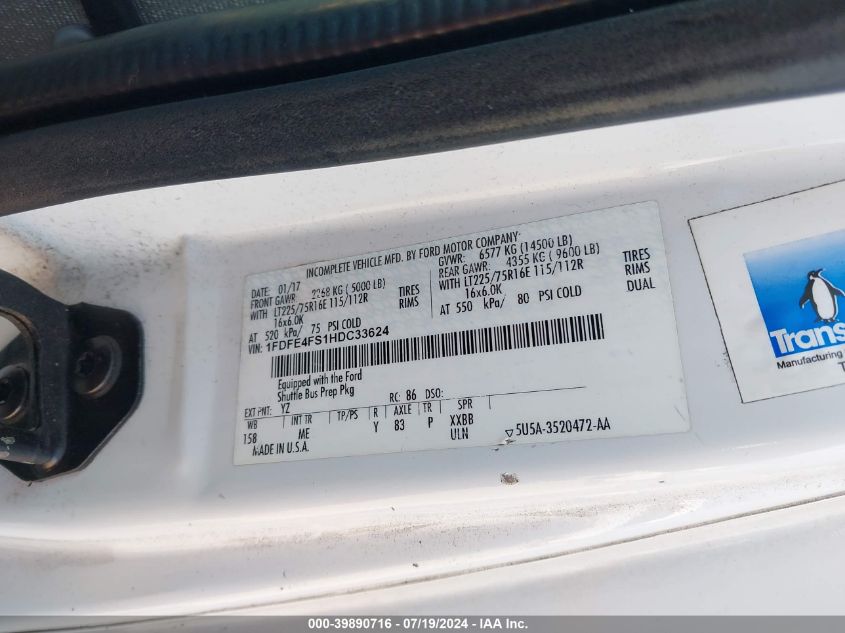 INCOMPLETE VEHICLE MFD. BY FORD MOTOR COMPANY
DATE: 01/17 GVWR: 6577 KG (14500 LB)
FRONT GAWR: 2268 KG ( 5000 LB) REAR GAWR: 4355 KG ( 9600 LB)
WITH LT225/75R16E 115/112R TIRES WITH LT225/75R16E 115/112R TIRES
16x6.0K RIMS 16x6.0K RIMS
AT 520 kPa/ 75 PSI COLD AT 550 kPa/ 80 PSI COLD DUAL
VIN: 1FDFE4FS1HDC33624
Equipped with the Ford
Shuttle Bus Prep Pkg
EXT PNT: YZ RC: 86 DSO:
WB INT TR TP/PS R AXLE TR SPR
158 ME Y 83 P XXBB
ULN
MADE IN U.S.A. ▽5U5A-3520472-AA
Trans
Manufacturing
000-39890716 - 07/19/2024 - IAA Inc.